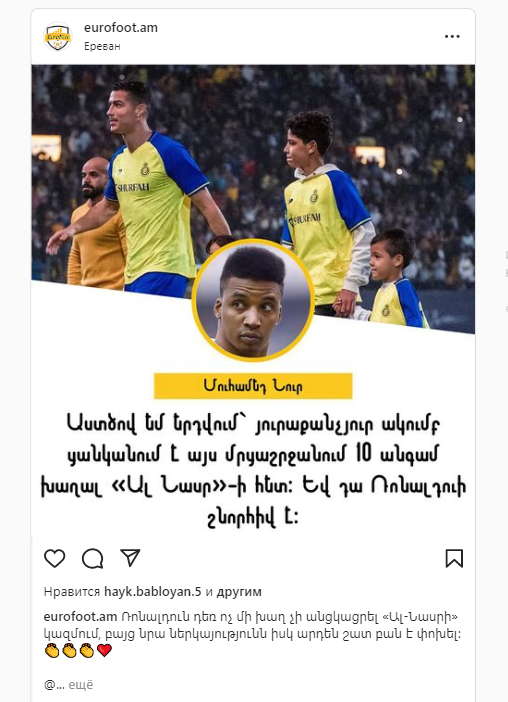 eurofoot.am
Ереван
SHURFAH
SHURFAH
Մուհամեդ Նուր
Աստծով եմ երդվում՝ յուրաքանչյուր ակումբ
ցանկանում է այս մրցաշրջանում 10 անգամ
խաղալ «Ալ Նասր»-ի հետ: Եվ դա Ռոնալդուի
շնորհիվ է:
Нравится hayk.babloyan.5 и другим
eurofoot.am Ռոնալդուն դեռ ոչ մի խաղ չի անցկացրել «Ալ-Նասրի»
կազմում, բայց նրա ներկայությունն իսկ արդեն շատ բան է փոխել:
👏👏👏❤️
@... ещё